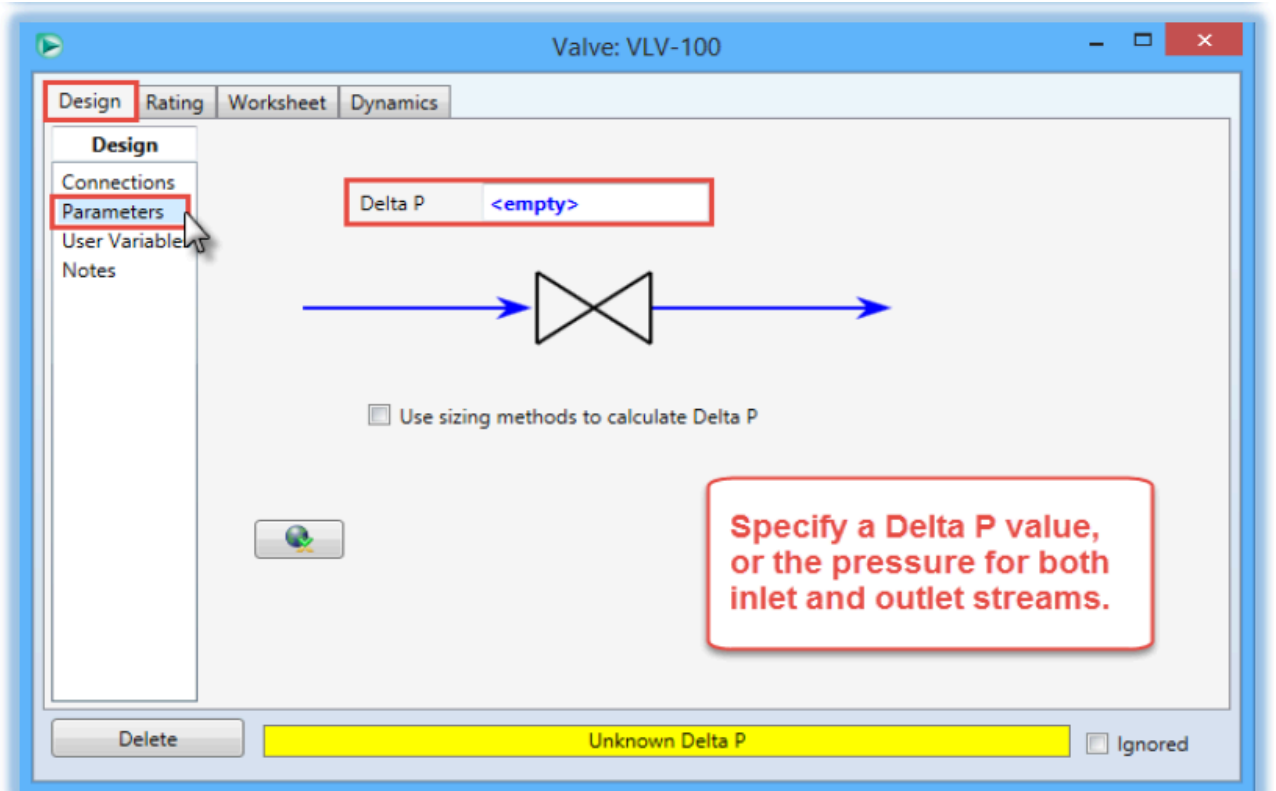 Valve: VLV-100
Design Rating Worksheet Dynamics
Design
Connections
Parameters
User Variable
Notes
Delta P <empty>
Use sizing methods to calculate Delta P
Specify a Delta P value,
or the pressure for both
inlet and outlet streams.
Delete
Unknown Delta P
Ignored